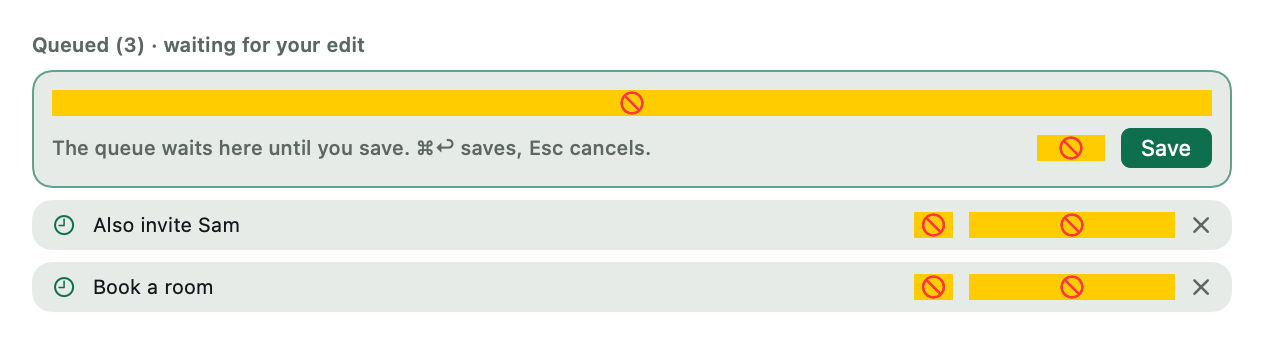 Queued (3) · waiting for your edit
The queue waits here until you save. ⌘↩ saves, Esc cancels.
Save
Also invite Sam
Book a room